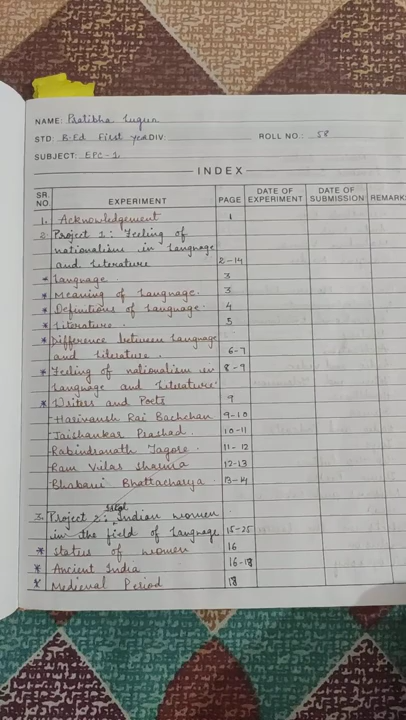 NAME: Pratibha Lugun
STD: B.Ed First year DIV: ROLL NO.: 58
SUBJECT: EPC-1
INDEX
SR. NO. EXPERIMENT PAGE DATE OF EXPERIMENT DATE OF SUBMISSION REMARKS
1. Acknowledgement 1
2. Project 1: Feeling of
nationalism in Language
and Literature 2-14
* Language 3
* Meaning of Language. 3
* Definitions of Language. 4
* Literature. 5
* Difference between Language
and Literature. 6-7
* Feeling of nationalism in 8-9
Language and Literature.
* Writers and Poets 9
- Harivansh Rai Bachchan 9-10
- Jaishankar Prashad. 10-11
- Rabindranath Tagore. 11-12
- Ram Vilas Sharma 12-13
- Bhabani Bhattacharya 13-14
3. Project 2: Indian women
in the field of Language 15-25
* Status of women 16
* Ancient India 16-18
* Medieval Period 18